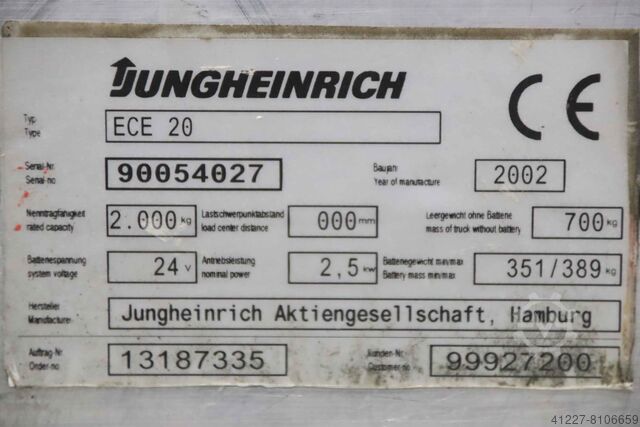 JUNGHEINRICH
CE
Typ
Type
ECE 20
Serial-Nr.
Serial-no
90054027
Baujahr
Year of manufacture
2002
Nenntragfähigkeit
rated capacity
2.000 kg
Lastschwerpunktabstand
load center distance
000 mm
Leergewicht ohne Batterie
mass of truck without battery
700 kg
Batteriespannung
system voltage
24 V
Antriebsleistung
nominal power
2,5 kW
Batteriegewicht min/max
Battery mass min/max
351/389 kg
Hersteller
Manufacturer
Jungheinrich Aktiengesellschaft, Hamburg
Auftrag-Nr
Order-no
13187335
Kunden-Nr.
Customer-no
99927200
41227-8106659